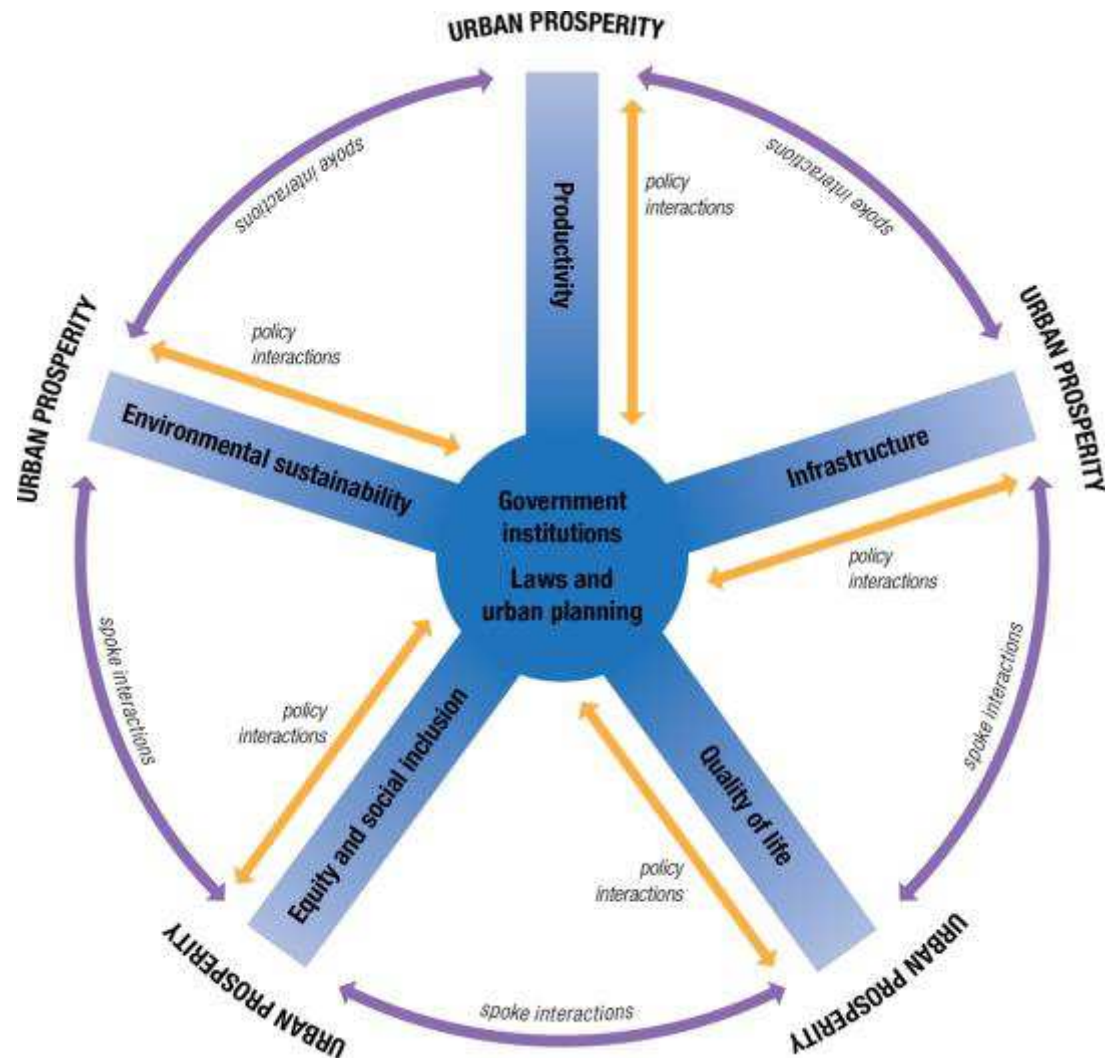 URBAN PROSPERITY
spoke interactions
spoke interactions
Productivity
policy
interactions
URBAN PROSPERITY
URBAN PROSPERITY
policy
interactions
Environmental sustainability
Infrastructure
Government
institutions
Laws and
urban planning
policy
interactions
spoke interactions
spoke interactions
policy
interactions
Equity and social inclusion
Quality of life
policy
interactions
URBAN PROSPERITY
URBAN PROSPERITY
spoke interactions